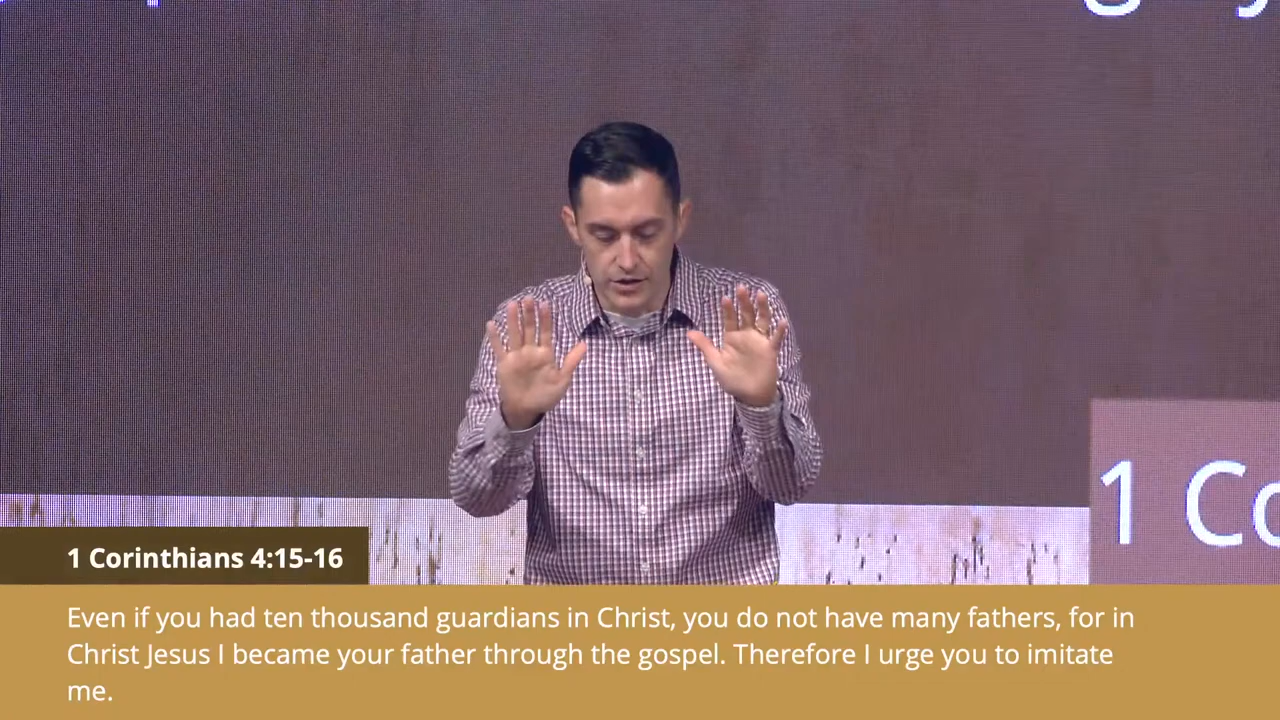 1 Co
1 Corinthians 4:15-16
Even if you had ten thousand guardians in Christ, you do not have many fathers, for in
Christ Jesus I became your father through the gospel. Therefore I urge you to imitate
me.